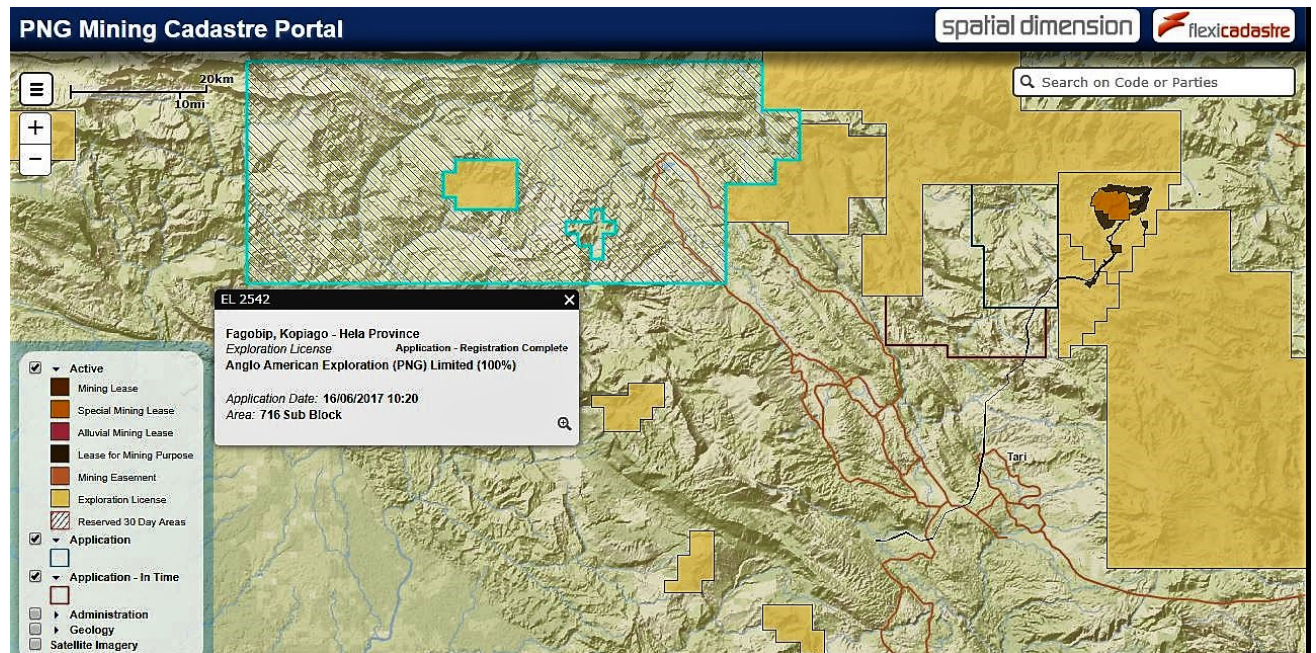 PNG Mining Cadastre Portal
spatial dimension
flexicadastre
20km
10mi
Search on Code or Parties
+
−
EL 2542
Fagobip, Kopiago - Hela Province
Exploration License Application - Registration Complete
Anglo American Exploration (PNG) Limited (100%)
Application Date: 16/06/2017 10:20
Area: 716 Sub Block
Active
Mining Lease
Special Mining Lease
Alluvial Mining Lease
Lease for Mining Purpose
Mining Easement
Exploration License
Reserved 30 Day Areas
Application
Application - In Time
Administration
Geology
Satellite Imagery
Tari